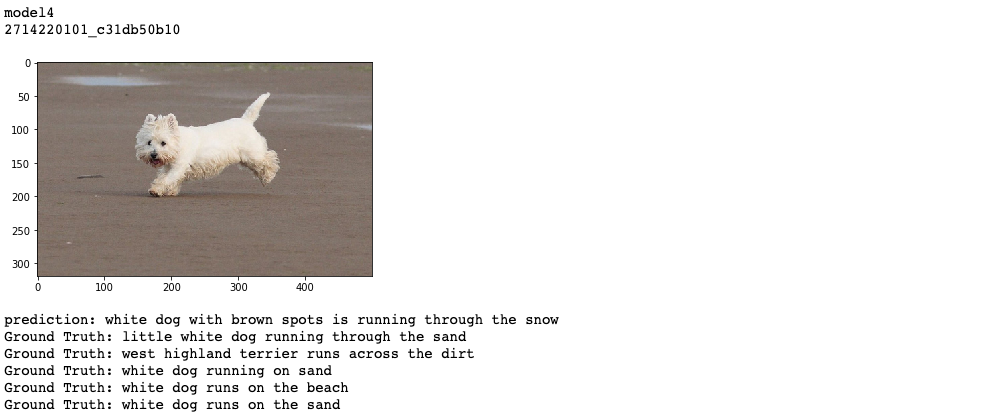 model4
2714220101_c31db50b10
0
50
100
150
200
250
300
0 100 200 300 400
prediction: white dog with brown spots is running through the snow
Ground Truth: little white dog running through the sand
Ground Truth: west highland terrier runs across the dirt
Ground Truth: white dog running on sand
Ground Truth: white dog runs on the beach
Ground Truth: white dog runs on the sand